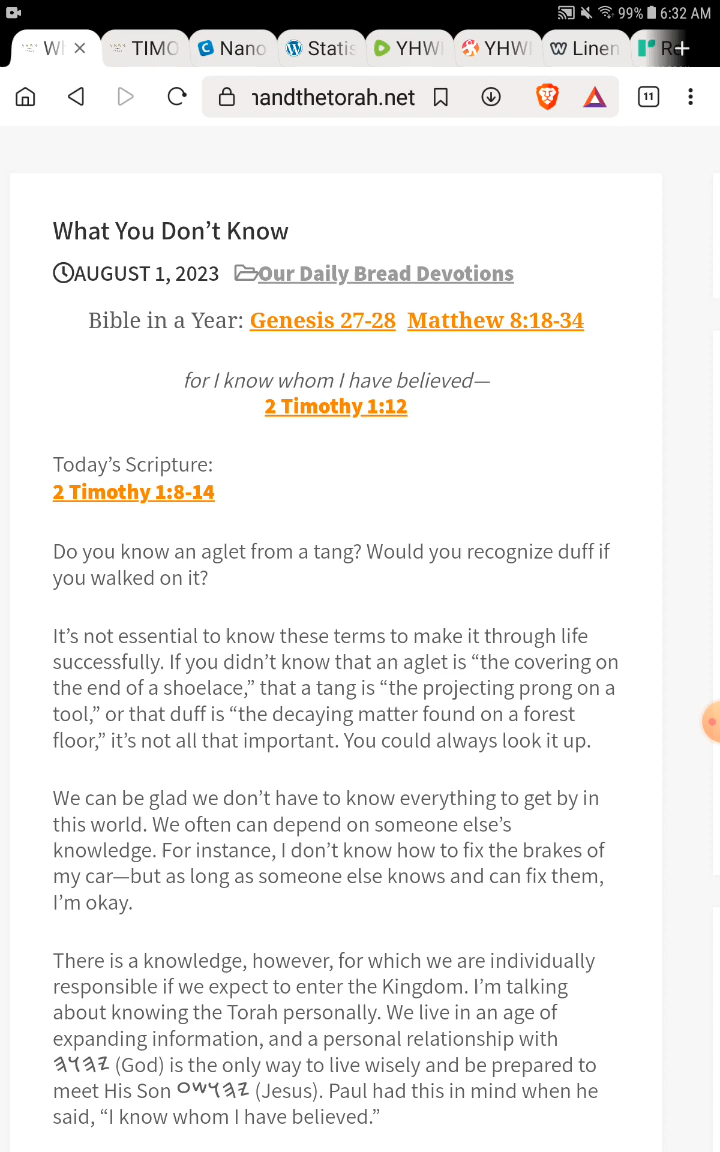 99% 6:32 AM
W
TIMO
Nano
Statis
YHW
YHW
Linen
R
handthetorah.net
11
What You Don’t Know
AUGUST 1, 2023 Our Daily Bread Devotions
Bible in a Year: Genesis 27-28 Matthew 8:18-34
for I know whom I have believed—
2 Timothy 1:12
Today’s Scripture:
2 Timothy 1:8-14
Do you know an aglet from a tang? Would you recognize duff if
you walked on it?
It’s not essential to know these terms to make it through life
successfully. If you didn’t know that an aglet is “the covering on
the end of a shoelace,” that a tang is “the projecting prong on a
tool,” or that duff is “the decaying matter found on a forest
floor,” it’s not all that important. You could always look it up.
We can be glad we don’t have to know everything to get by in
this world. We often can depend on someone else’s
knowledge. For instance, I don’t know how to fix the brakes of
my car—but as long as someone else knows and can fix them,
I’m okay.
There is a knowledge, however, for which we are individually
responsible if we expect to enter the Kingdom. I’m talking
about knowing the Torah personally. We live in an age of
expanding information, and a personal relationship with
𐤉𐤄𐤅𐤄 (God) is the only way to live wisely and be prepared to
meet His Son 𐤉𐤄𐤅𐤔𐤏 (Jesus). Paul had this in mind when he
said, “I know whom I have believed.”